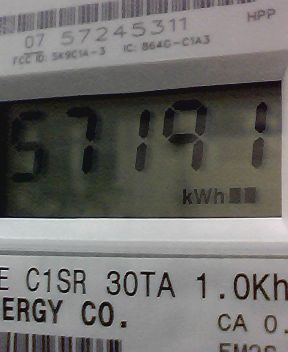 HPP
07 57245311
FCC ID: SK9C1A-3 IC: 864G-C1A3
57191
kWh
E C1SR 30TA 1.0Kh
ERGY CO.
CA 0.